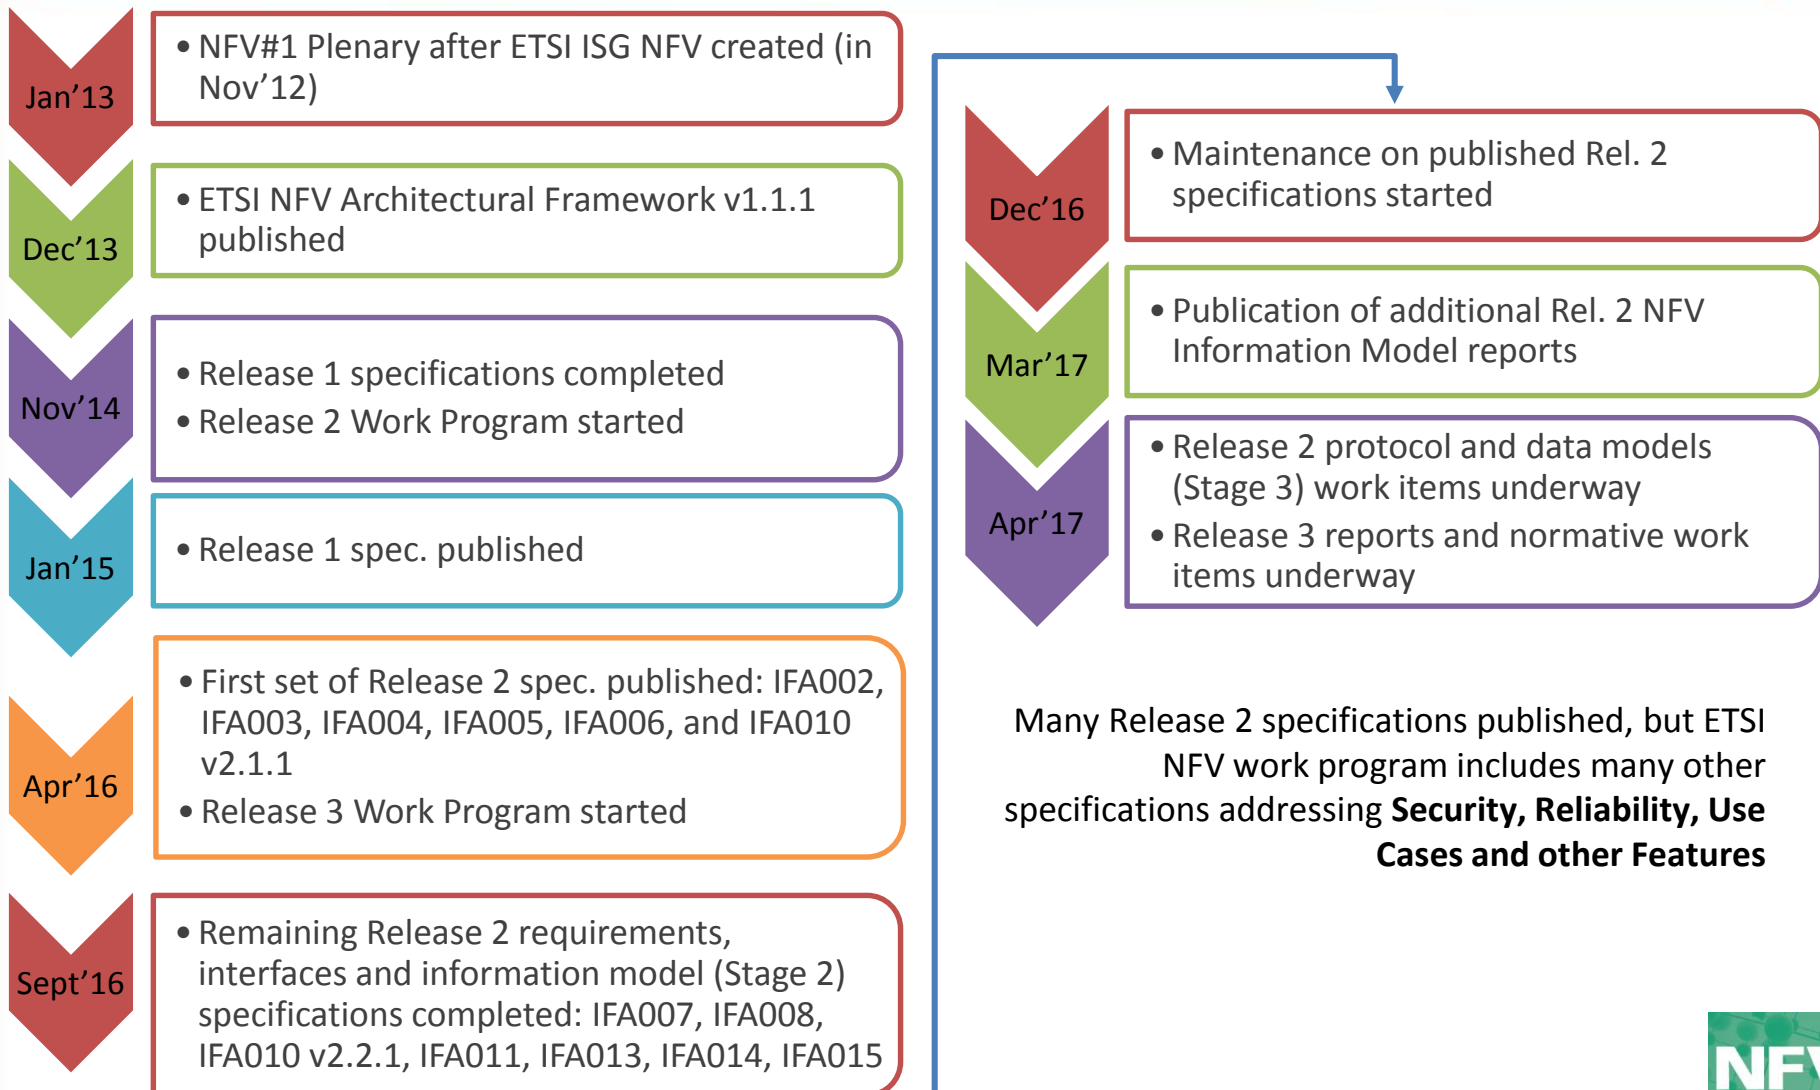 Jan’13
• NFV#1 Plenary after ETSI ISG NFV created (in
Nov’12)
Dec’13
• ETSI NFV Architectural Framework v1.1.1
published
Nov’14
• Release 1 specifications completed
• Release 2 Work Program started
Jan’15
• Release 1 spec. published
Apr’16
• First set of Release 2 spec. published: IFA002,
IFA003, IFA004, IFA005, IFA006, and IFA010
v2.1.1
• Release 3 Work Program started
Sept’16
• Remaining Release 2 requirements,
interfaces and information model (Stage 2)
specifications completed: IFA007, IFA008,
IFA010 v2.2.1, IFA011, IFA013, IFA014, IFA015
Dec’16
• Maintenance on published Rel. 2
specifications started
Mar’17
• Publication of additional Rel. 2 NFV
Information Model reports
Apr’17
• Release 2 protocol and data models
(Stage 3) work items underway
• Release 3 reports and normative work
items underway
Many Release 2 specifications published, but ETSI
NFV work program includes many other
specifications addressing Security, Reliability, Use
Cases and other Features
NFV